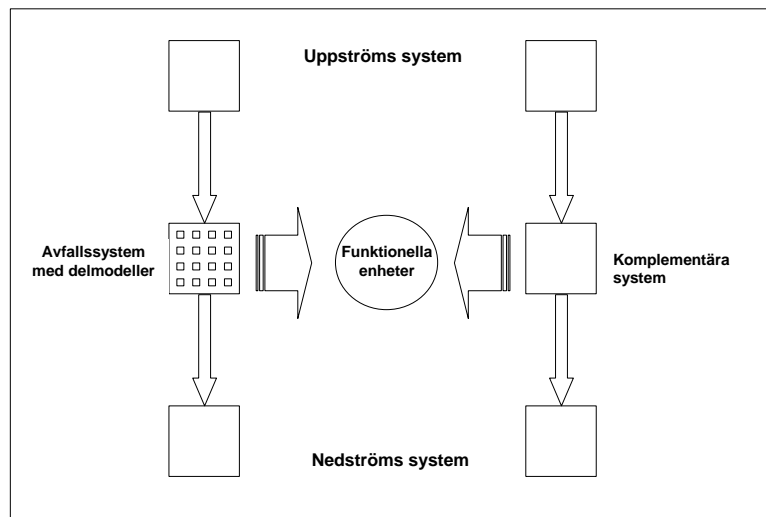 Uppströms system
Avfallssystem
med delmodeller
Funktionella
enheter
Komplementära
system
Nedströms system